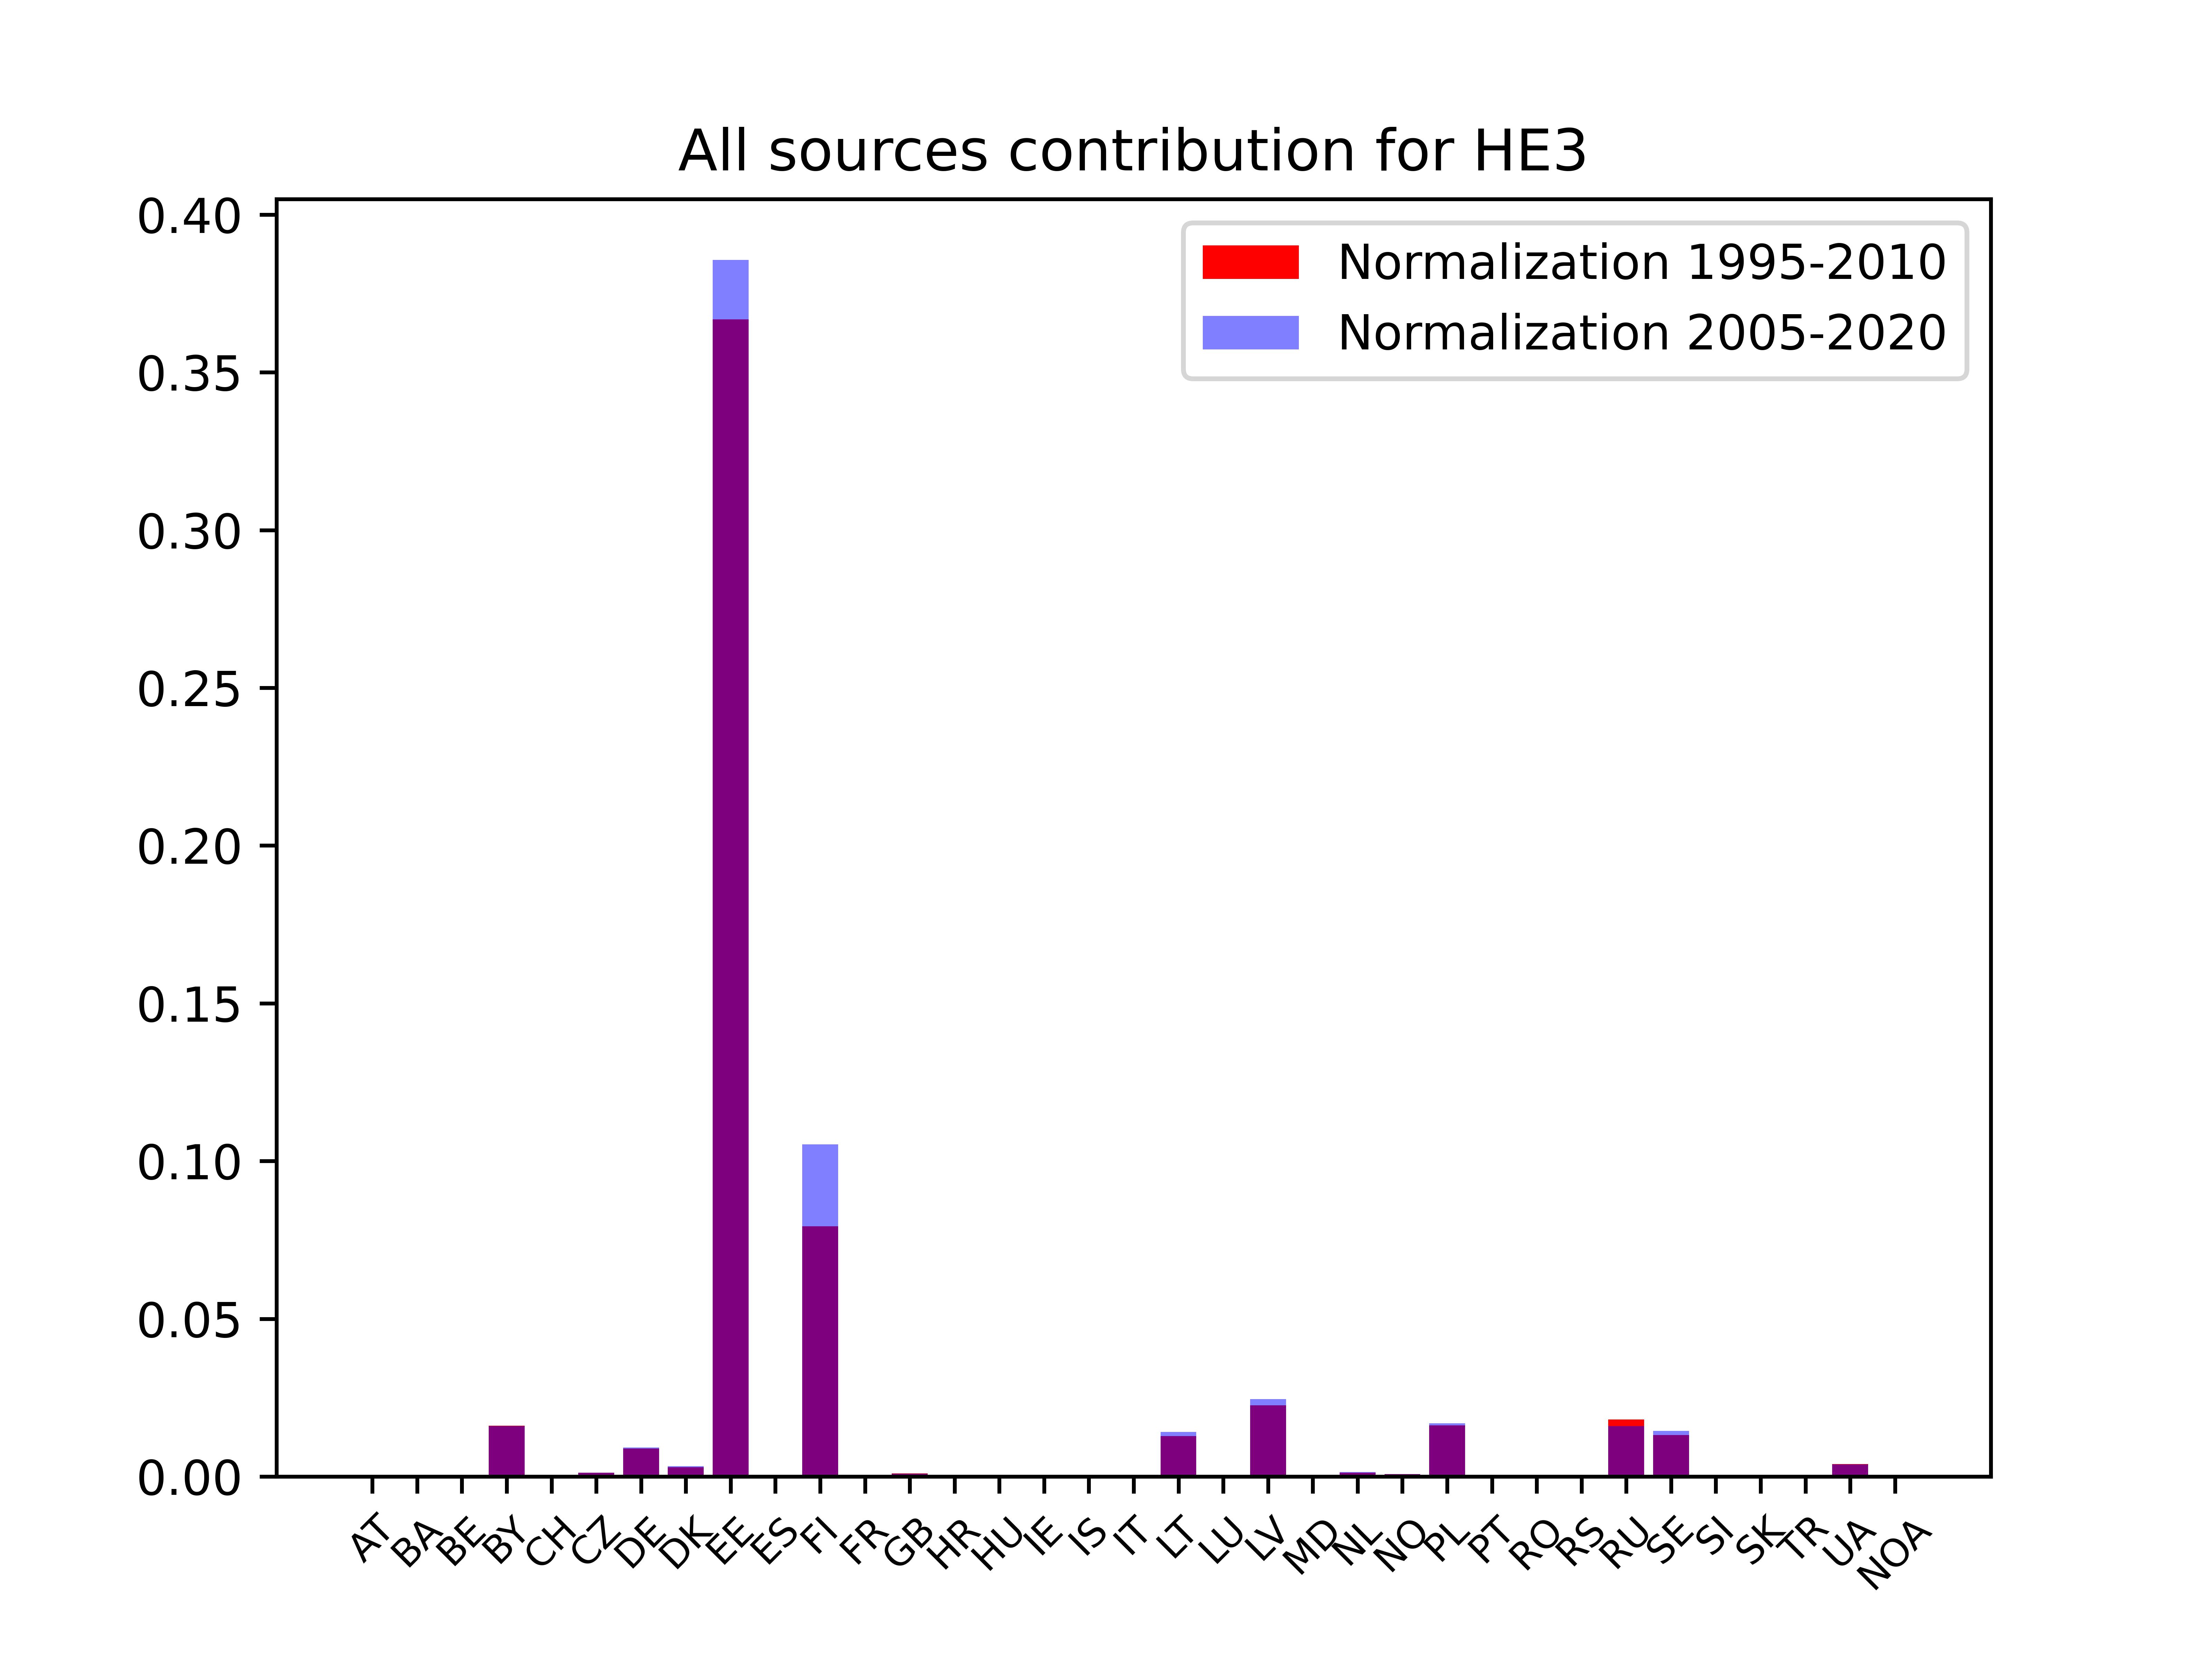 All sources contribution for HE3
Normalization 1995-2010
Normalization 2005-2020
0.40
0.35
0.30
0.25
0.20
0.15
0.10
0.05
0.00
AT BA BE BY CH CZ DE DK EE ES FI FR GB HR HU IE IS IT LT LU LV MD NL NO PL PT RO RS RU SE SI SK TR UA NOA